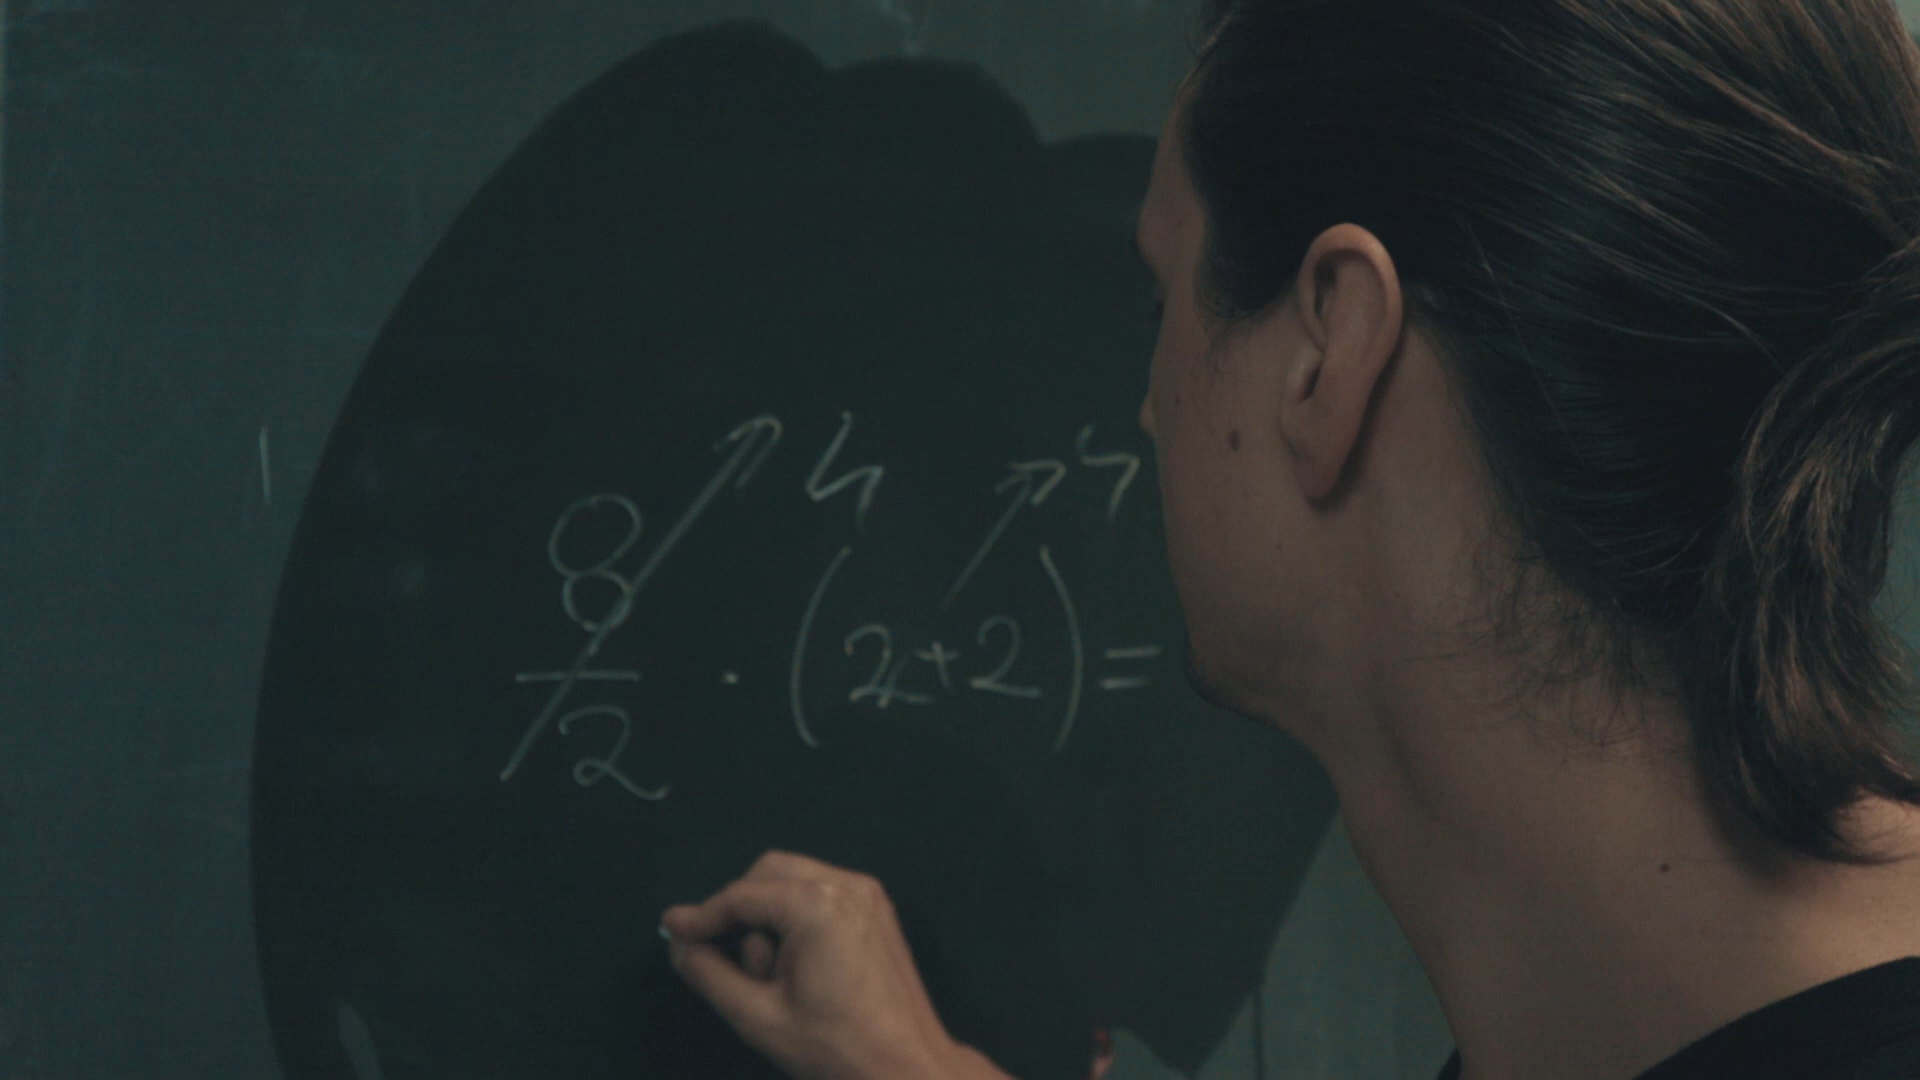 4 4
8/2 · (2+2) =